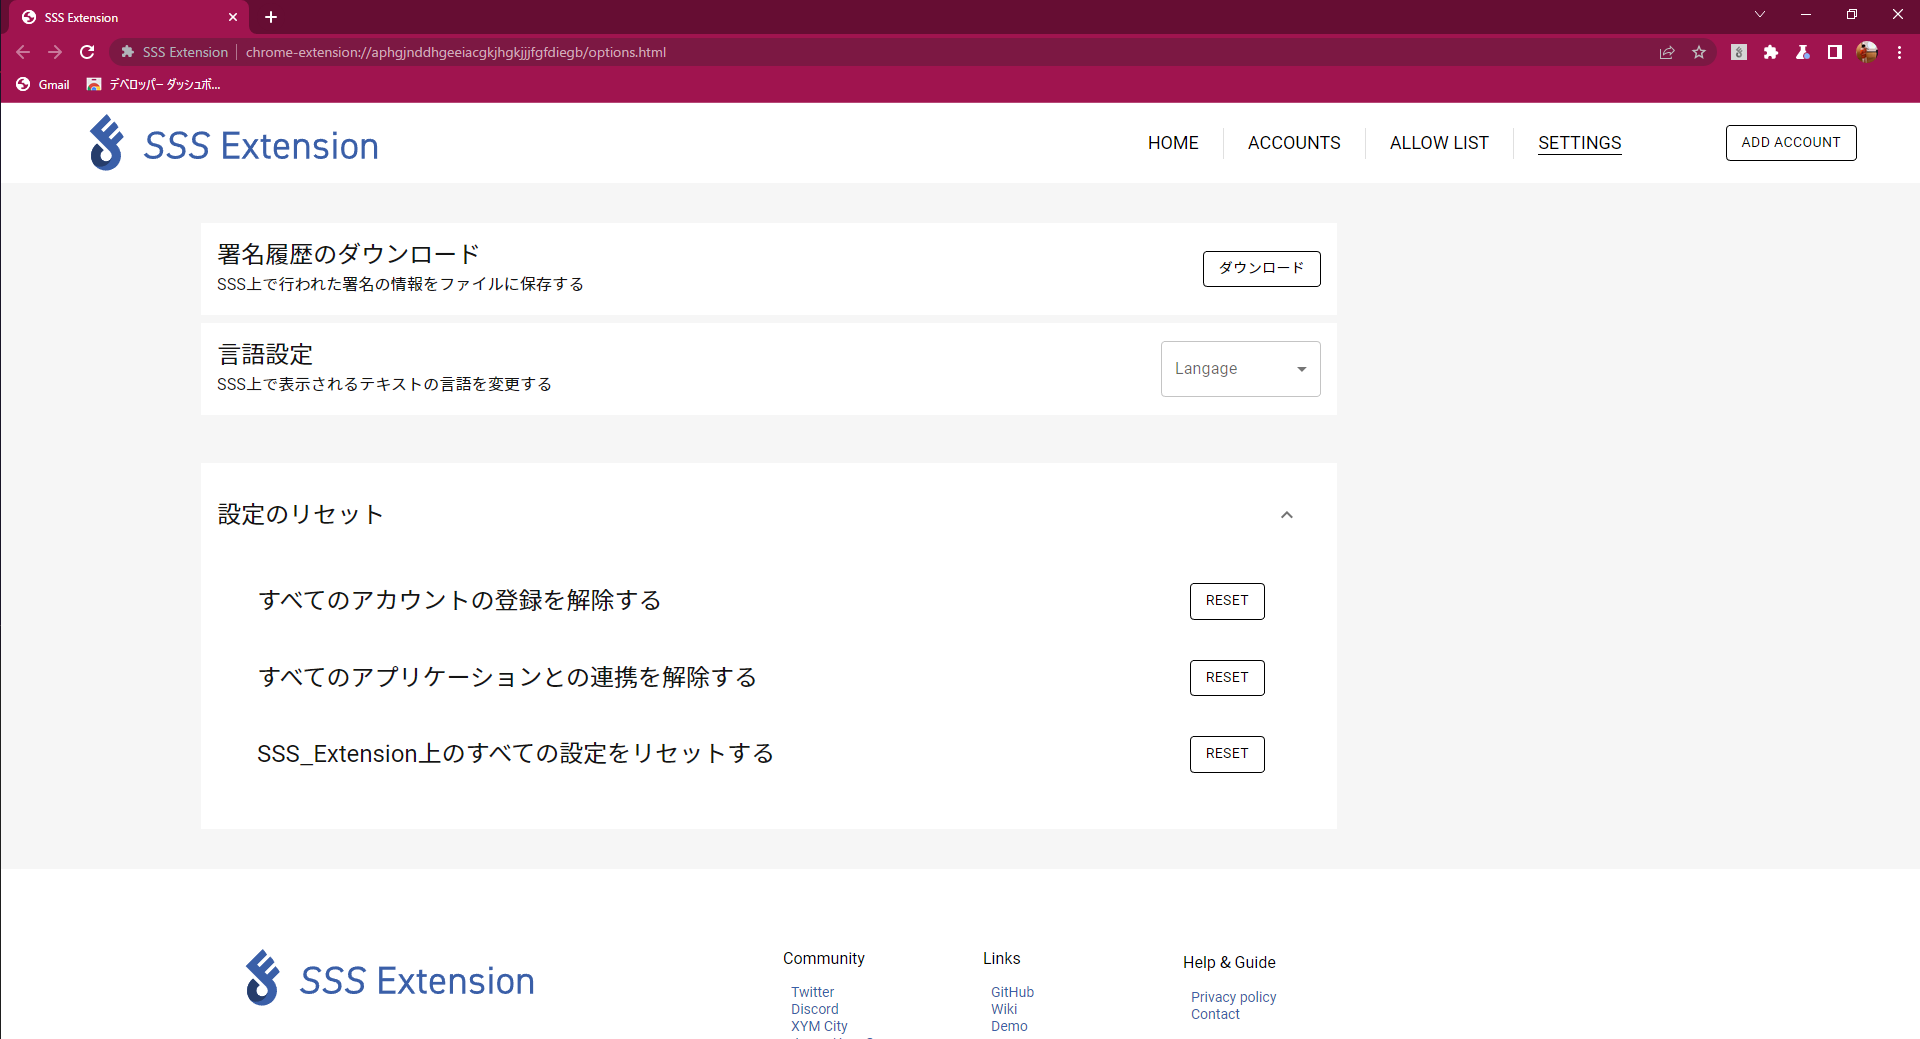 SSS Extension
SSS Extension | chrome-extension://aphgjnddhgeeiacgkjhgkjjjfgfdiegb/options.html
Gmail デベロッパー ダッシュボ...
SSS Extension HOME ACCOUNTS ALLOW LIST SETTINGS ADD ACCOUNT
署名履歴のダウンロード
SSS上で行われた署名の情報をファイルに保存する
ダウンロード
言語設定
SSS上で表示されるテキストの言語を変更する
Langage
設定のリセット
すべてのアカウントの登録を解除する RESET
すべてのアプリケーションとの連携を解除する RESET
SSS_Extension上のすべての設定をリセットする RESET
SSS Extension
Community
Twitter
Discord
XYM City
Links
GitHub
Wiki
Demo
Help & Guide
Privacy policy
Contact